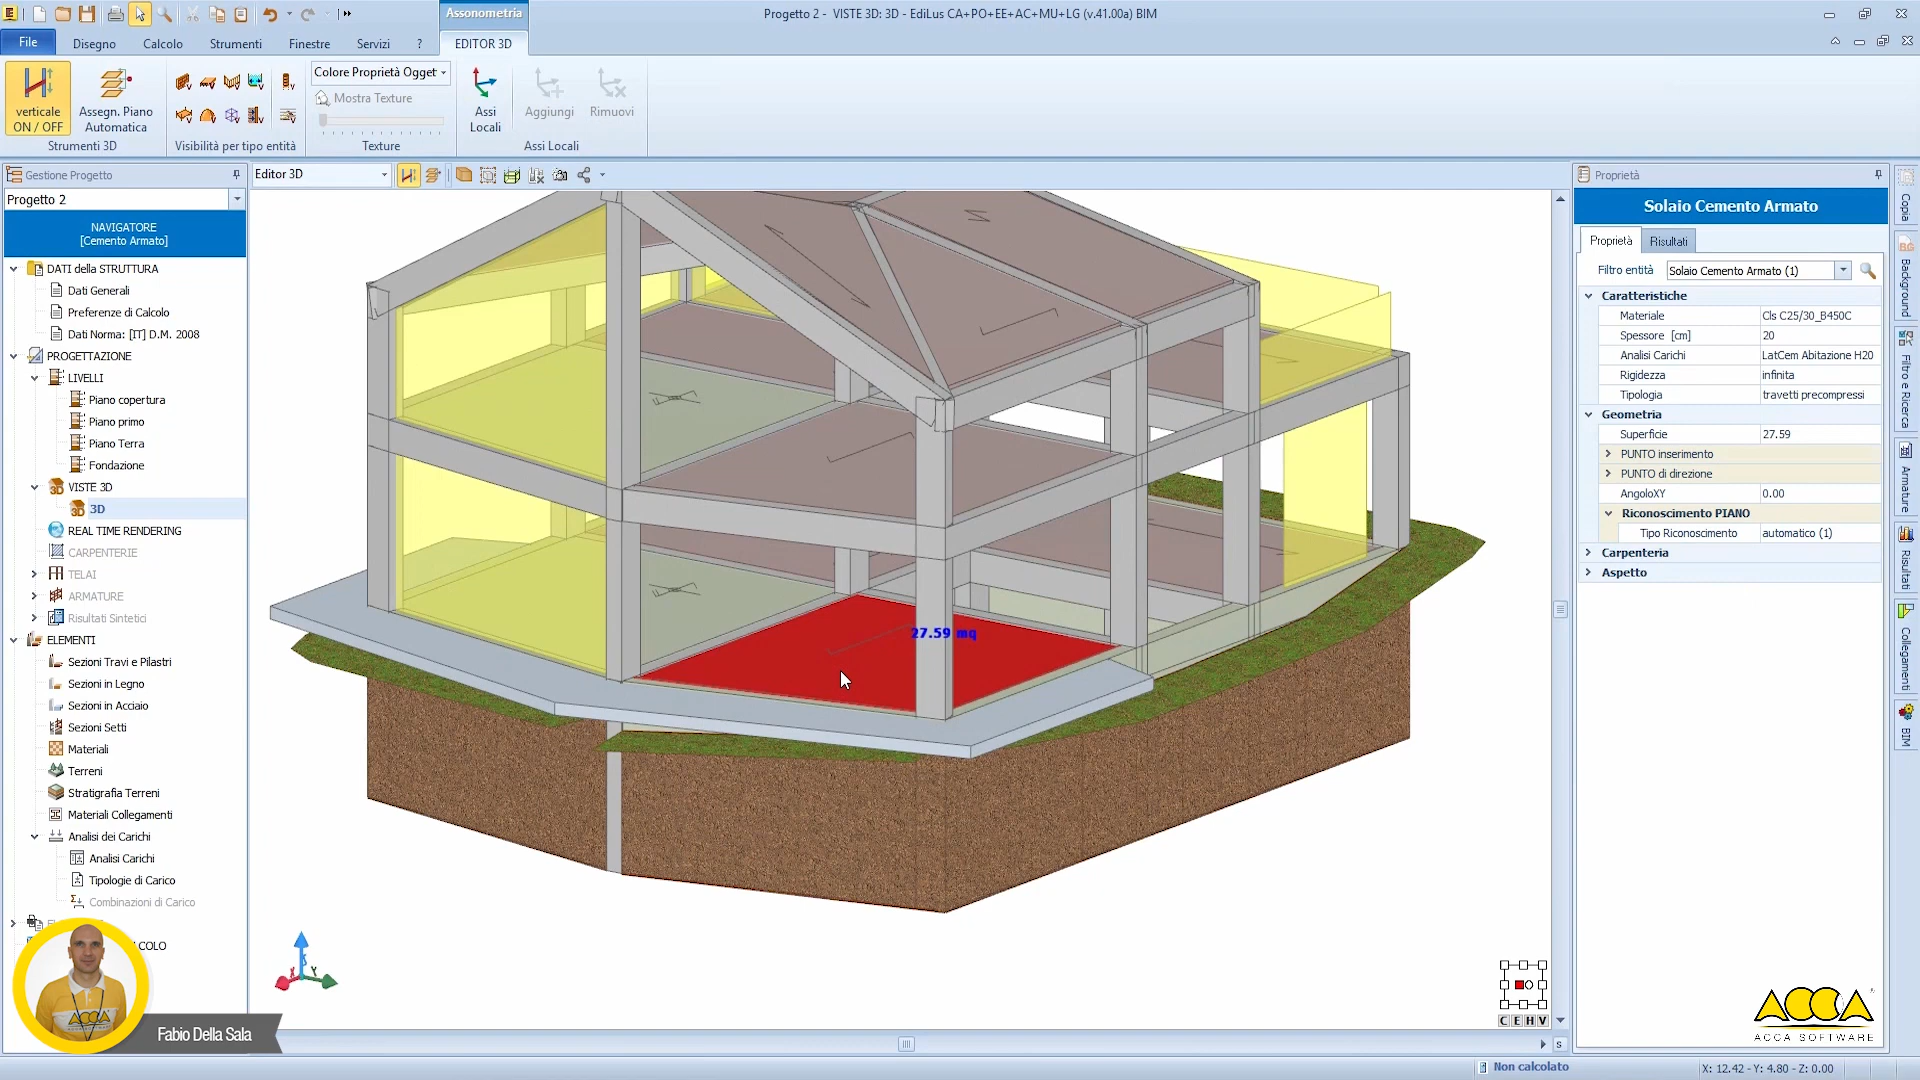 Assonometria
Progetto 2 - VISTE 3D: 3D - EdiLus CA+PO+EE+AC+MU+LG (v.41.00a) BIM
File
Disegno
Calcolo
Strumenti
Finestre
Servizi
?
EDITOR 3D
verticale
ON / OFF
Assegn. Piano
Automatica
Strumenti 3D
Visibilità per tipo entità
Colore Proprietà Ogget
Mostra Texture
Texture
Assi
Locali
Aggiungi
Rimuovi
Assi Locali
Gestione Progetto
Progetto 2
NAVIGATORE
[Cemento Armato]
DATI della STRUTTURA
Dati Generali
Preferenze di Calcolo
Dati Norma: [IT] D.M. 2008
PROGETTAZIONE
LIVELLI
Piano copertura
Piano primo
Piano Terra
Fondazione
VISTE 3D
3D
REAL TIME RENDERING
CARPENTERIE
TELAI
ARMATURE
Risultati Sintetici
ELEMENTI
Sezioni Travi e Pilastri
Sezioni in Legno
Sezioni in Acciaio
Sezioni Setti
Materiali
Terreni
Stratigrafia Terreni
Materiali Collegamenti
Analisi dei Carichi
Analisi Carichi
Tipologie di Carico
Combinazioni di Carico
COLO
ACCA
Fabio Della Sala
Editor 3D
27.59 mq
X
Y
C E H V
S
Proprietà
Solaio Cemento Armato
Proprietà
Risultati
Filtro entità
Solaio Cemento Armato (1)
Caratteristiche
Materiale
Cls C25/30_B450C
Spessore [cm]
20
Analisi Carichi
LatCem Abitazione H20
Rigidezza
infinita
Tipologia
travetti precompressi
Geometria
Superficie
27.59
PUNTO inserimento
PUNTO di direzione
AngoloXY
0.00
Riconoscimento PIANO
Tipo Riconoscimento
automatico (1)
Carpenteria
Aspetto
Copia
Background
Filtro e Ricerca
Armature
Risultati
Collegamenti
BIM
ACCA
ACCA SOFTWARE
Non calcolato
X: 12.42 - Y: 4.80 - Z: 0.00